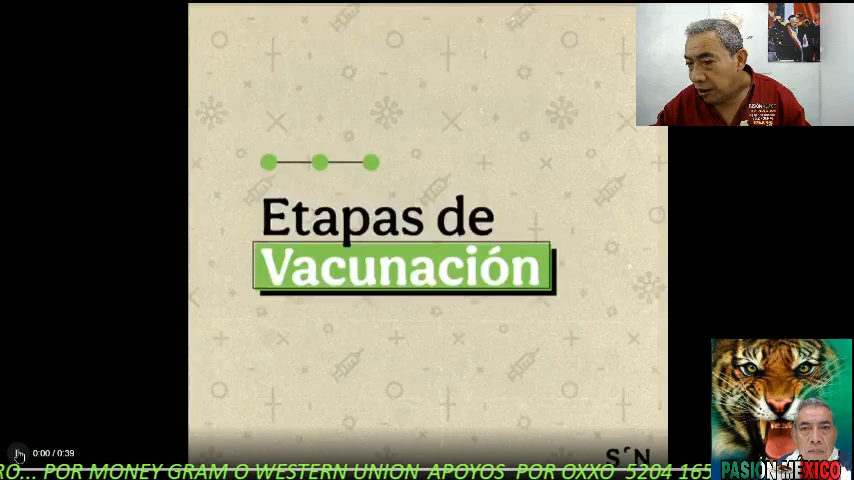 Etapas de
Vacunación
0:00 / 0:39
RO... POR MONEY GRAM O WESTERN UNION APOYOS POR OXXO 5204 165
PASIÓN MÉXICO